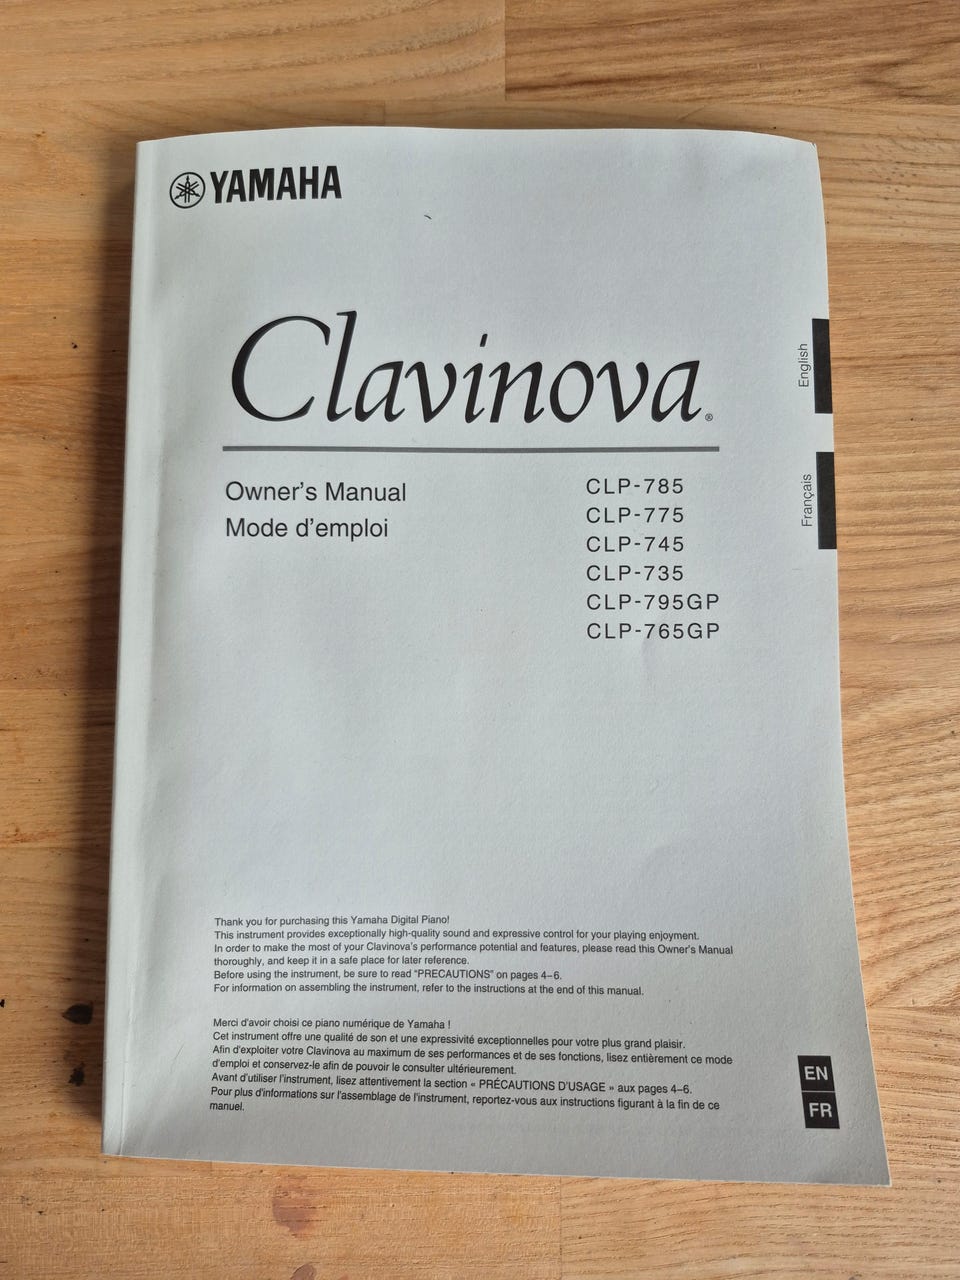 YAMAHA
Clavinova®
Owner's Manual
Mode d'emploi
CLP-785
CLP-775
CLP-745
CLP-735
CLP-795GP
CLP-765GP
English
Français
Thank you for purchasing this Yamaha Digital Piano!
This instrument provides exceptionally high-quality sound and expressive control for your playing enjoyment.
In order to make the most of your Clavinova's performance potential and features, please read this Owner's Manual
thoroughly, and keep it in a safe place for later reference.
Before using the instrument, be sure to read "PRECAUTIONS" on pages 4–6.
For information on assembling the instrument, refer to the instructions at the end of this manual.
Merci d'avoir choisi ce piano numérique de Yamaha !
Cet instrument offre une qualité de son et une expressivité exceptionnelles pour votre plus grand plaisir.
Afin d'exploiter votre Clavinova au maximum de ses performances et de ses fonctions, lisez entièrement ce mode
d'emploi et conservez-le afin de pouvoir le consulter ultérieurement.
Avant d'utiliser l'instrument, lisez attentivement la section « PRÉCAUTIONS D'USAGE » aux pages 4–6.
Pour plus d'informations sur l'assemblage de l'instrument, reportez-vous aux instructions figurant à la fin de ce
manuel.
EN
FR